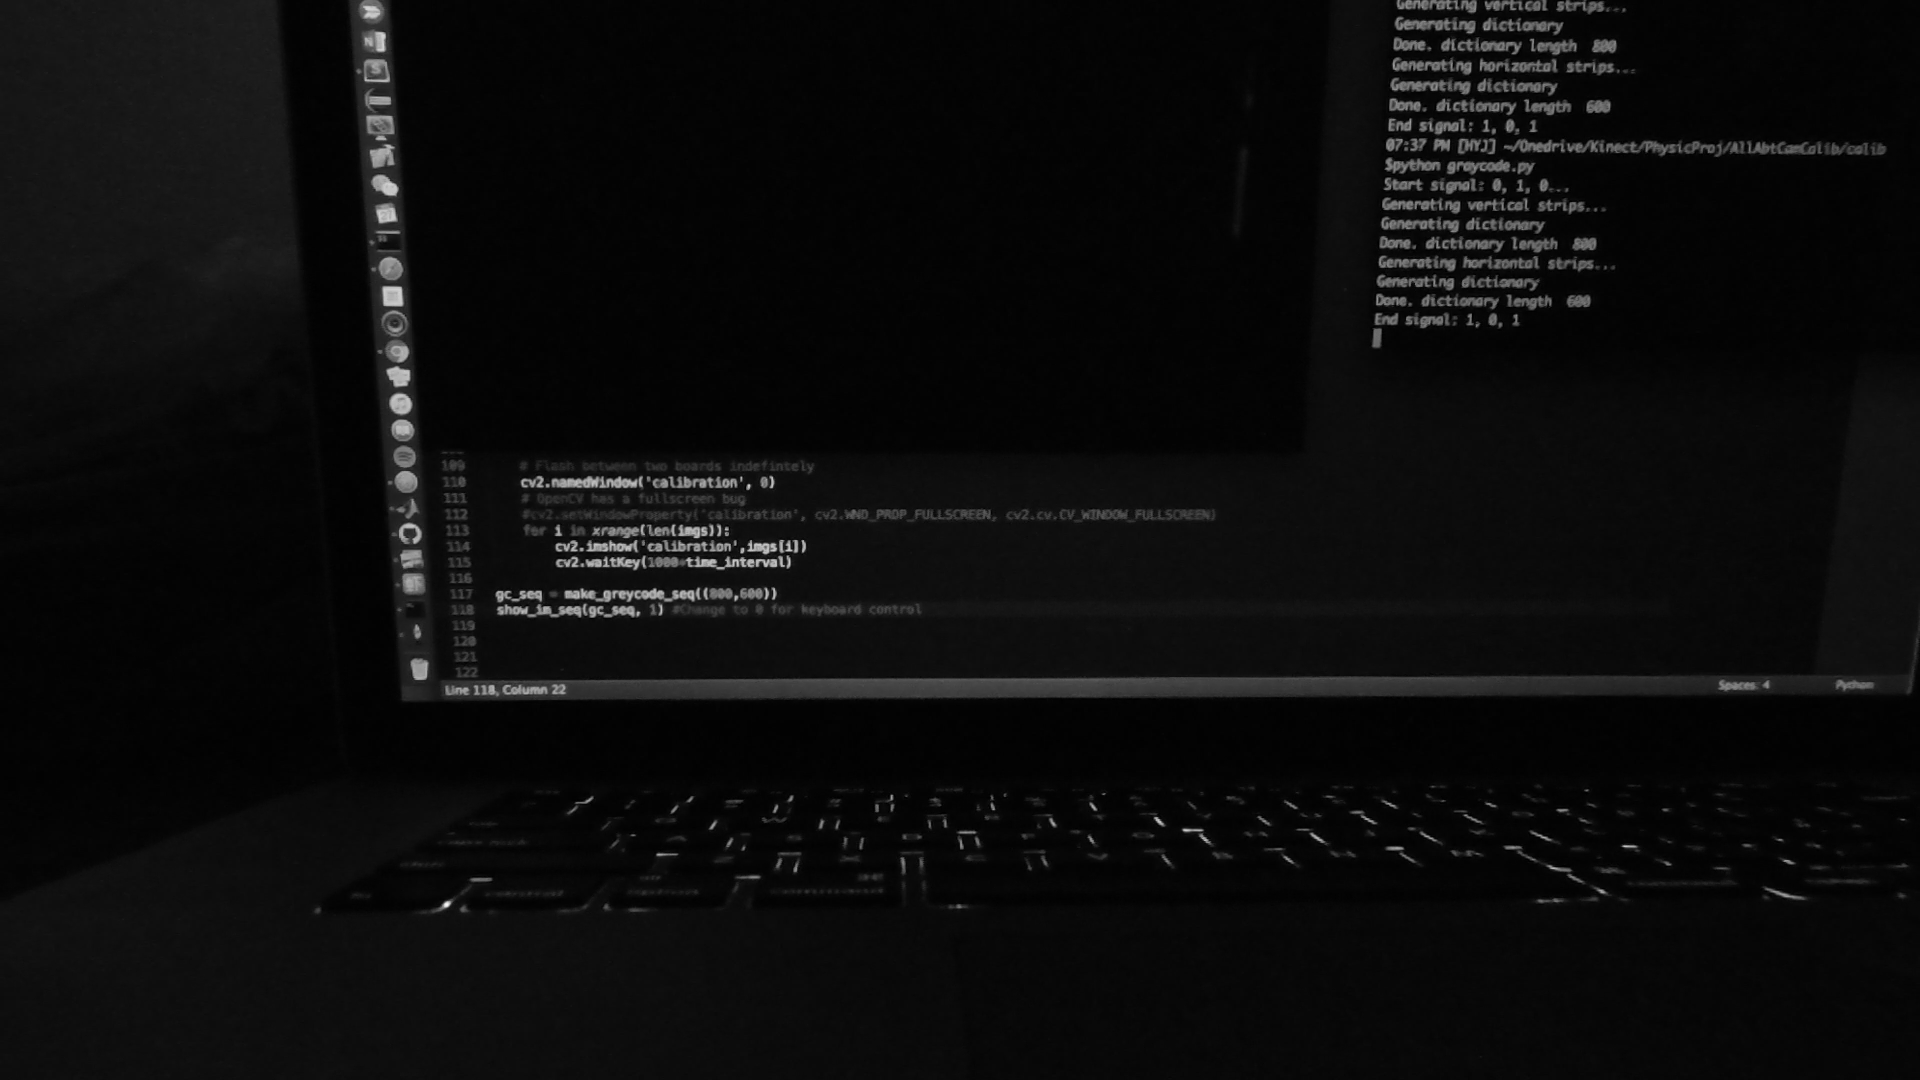 Generating vertical strips...
Generating dictionary
Done. dictionary length 800
Generating horizontal strips...
Generating dictionary
Done. dictionary length 600
End signal: 1, 0, 1
07:37 PM [HYJ] ~/Onedrive/Kinect/PhysicProj/AllAbtCamCalib/calib
$python graycode.py
Start signal: 0, 1, 0...
Generating vertical strips...
Generating dictionary
Done. dictionary length 800
Generating horizontal strips...
Generating dictionary
Done. dictionary length 600
End signal: 1, 0, 1
109 # Flash between two boards indefintely
110 cv2.namedWindow('calibration', 0)
111 # OpenCV has a fullscreen bug
112 #cv2.setWindowProperty('calibration', cv2.WND_PROP_FULLSCREEN, cv2.cv.CV_WINDOW_FULLSCREEN)
113 for i in xrange(len(imgs)):
114 cv2.imshow('calibration',imgs[i])
115 cv2.waitKey(1000*time_interval)
116
117 gc_seq = make_greycode_seq((800,600))
118 show_im_seq(gc_seq, 1) #Change to 0 for keyboard control
119
120
121
122
Line 118, Column 22
Spaces: 4
Python